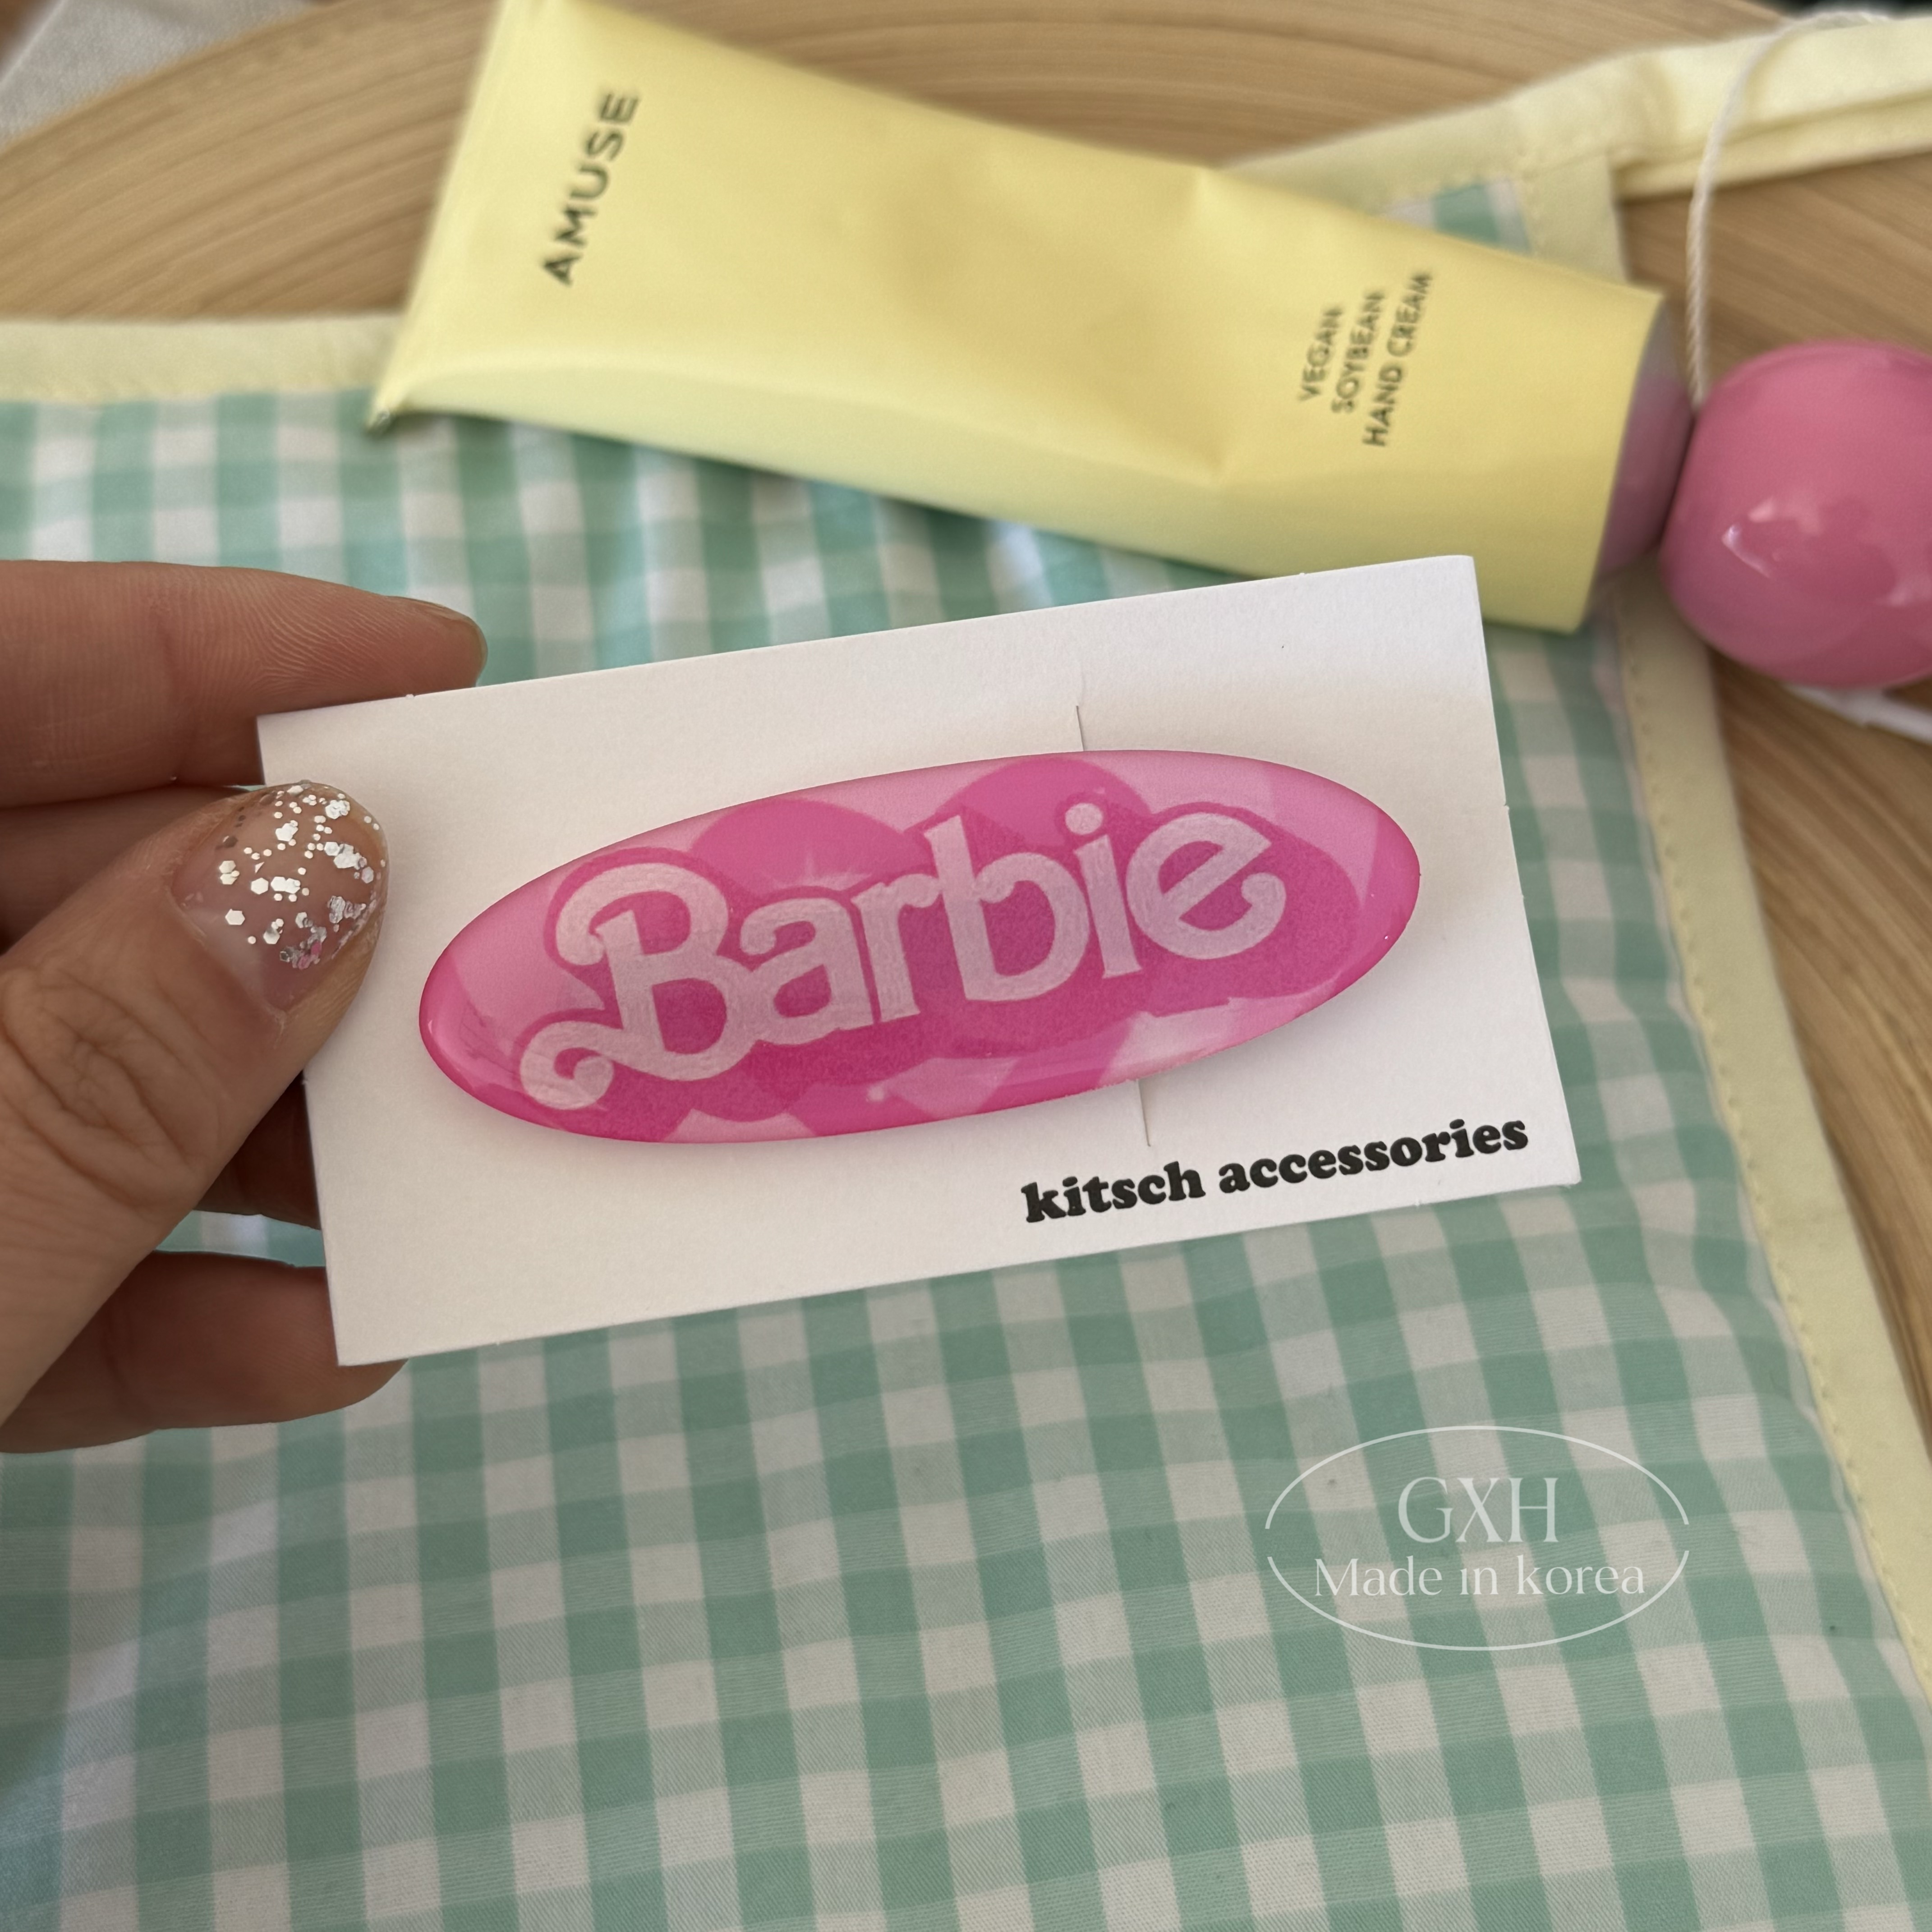 AMUSE
VEGAN
SOYBEAN
HAND CREAM
Barbie
kitsch accessories
GXH
Made in korea